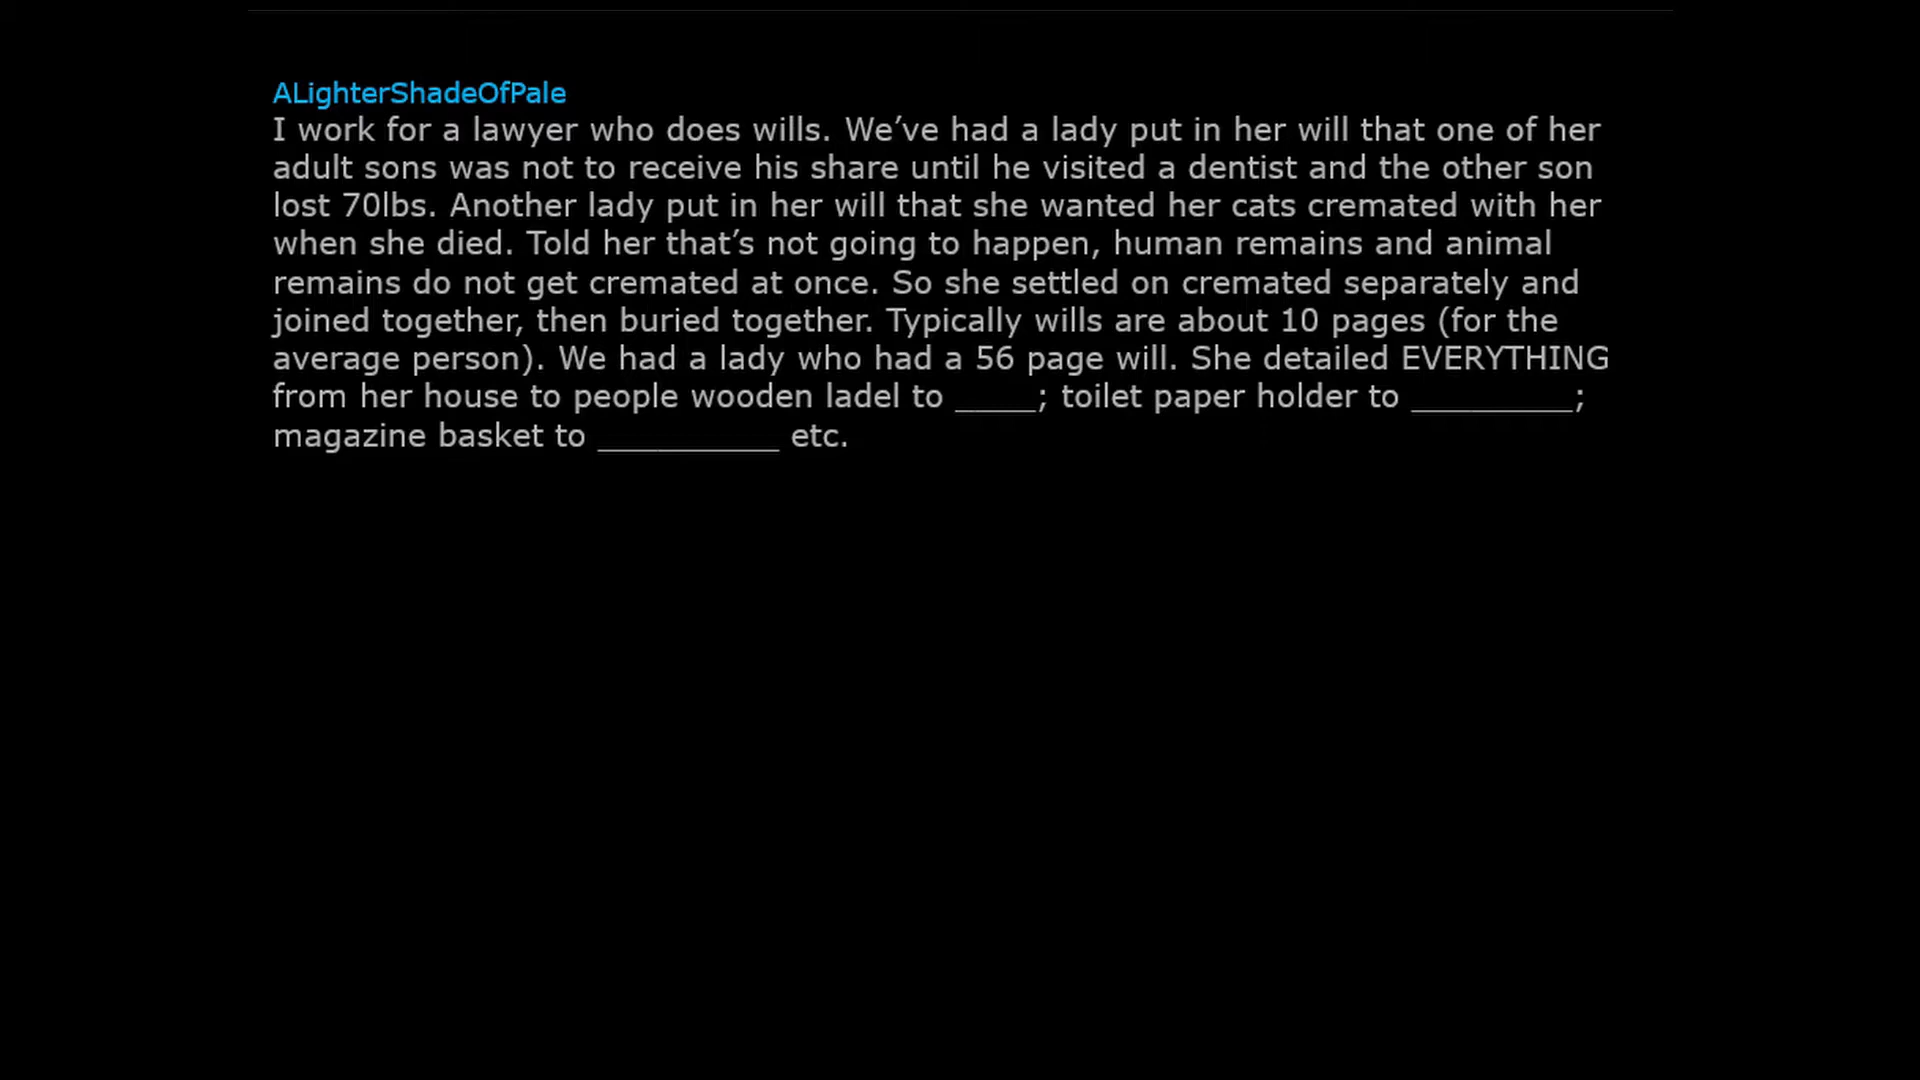 ALighterShadeOfPale
I work for a lawyer who does wills. We’ve had a lady put in her will that one of her
adult sons was not to receive his share until he visited a dentist and the other son
lost 70lbs. Another lady put in her will that she wanted her cats cremated with her
when she died. Told her that’s not going to happen, human remains and animal
remains do not get cremated at once. So she settled on cremated separately and
joined together, then buried together. Typically wills are about 10 pages (for the
average person). We had a lady who had a 56 page will. She detailed EVERYTHING
from her house to people wooden ladel to ____; toilet paper holder to ________;
magazine basket to _________ etc.